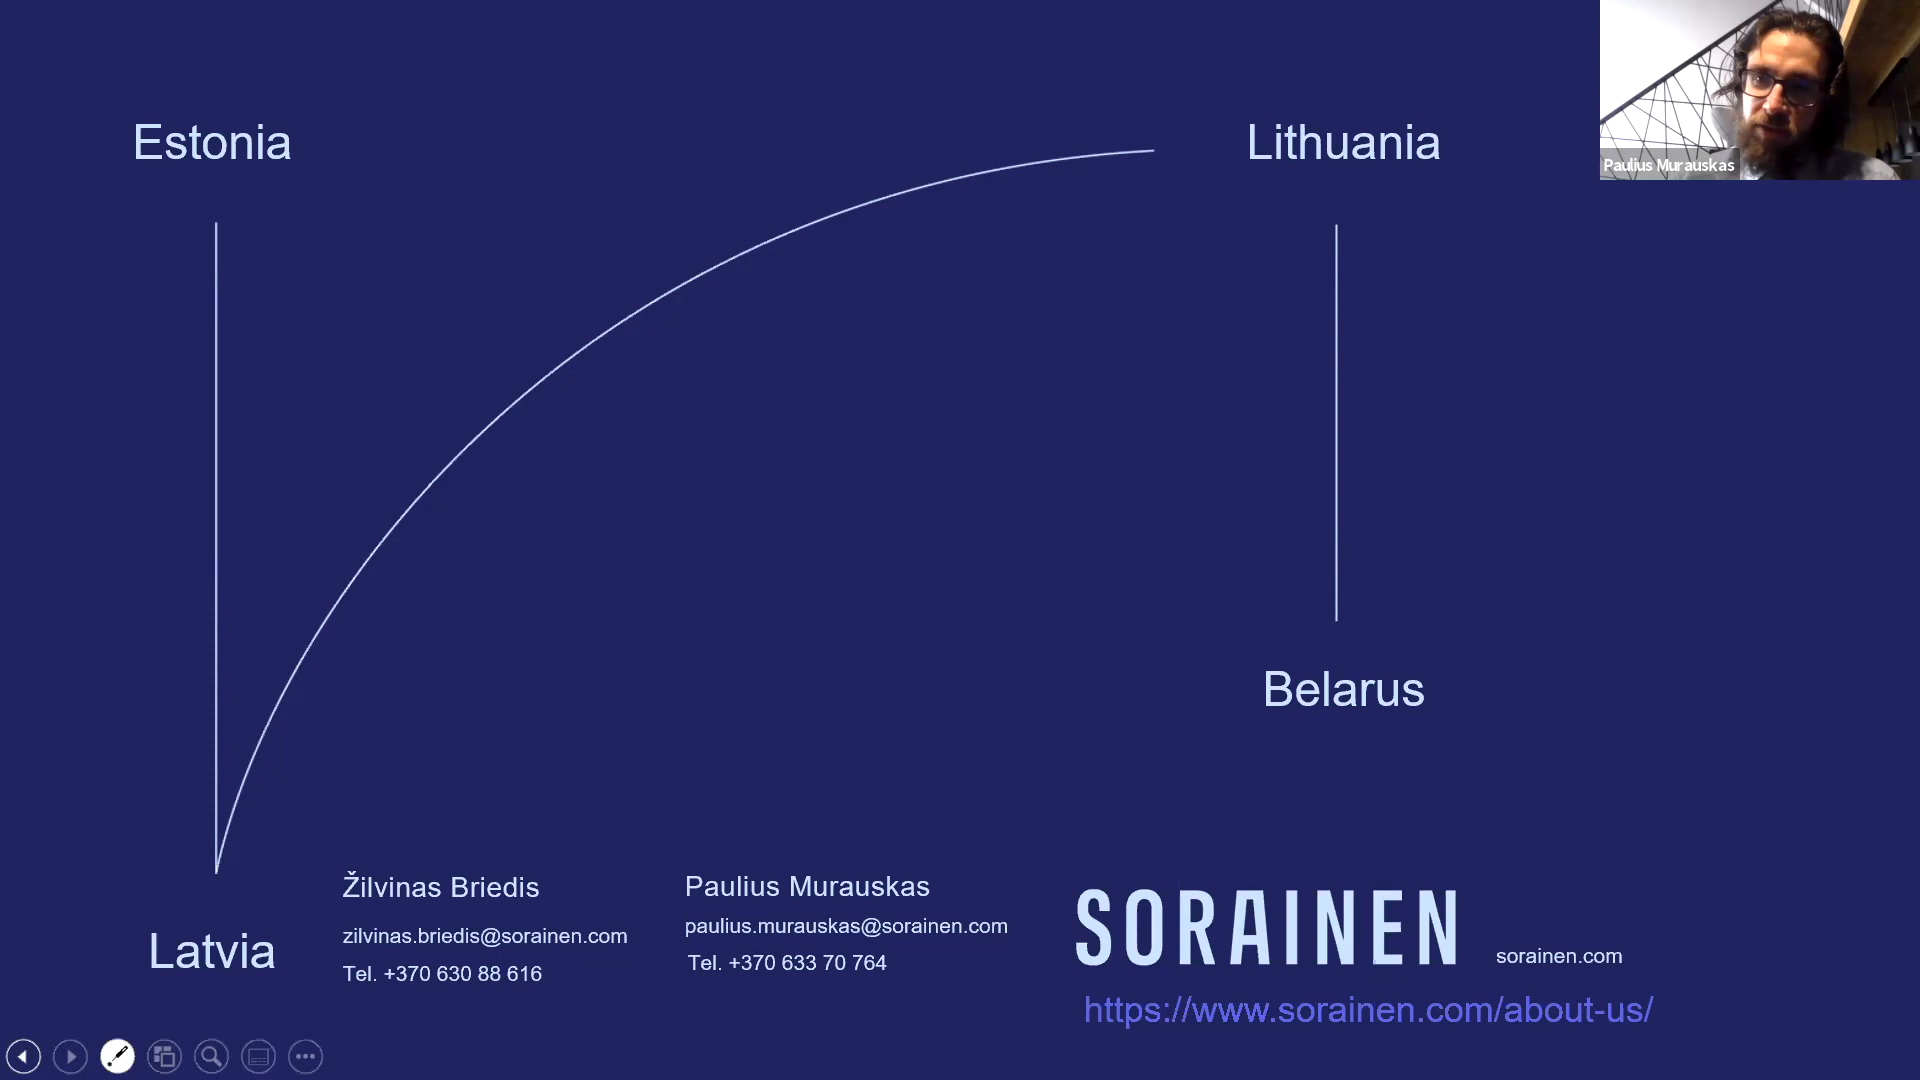 Estonia
Lithuania
Paulius Murauskas
Belarus
Latvia
Žilvinas Briedis
zilvinas.briedis@sorainen.com
Tel. +370 630 88 616
Paulius Murauskas
paulius.murauskas@sorainen.com
Tel. +370 633 70 764
SORAINEN
sorainen.com
https://www.sorainen.com/about-us/